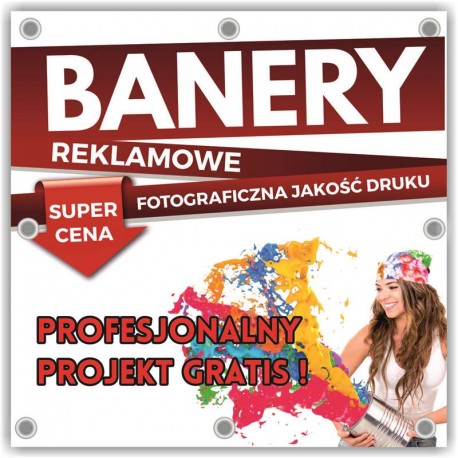 BANERY
REKLAMOWE
FOTOGRAFICZNA JAKOŚĆ DRUKU
SUPER
CENA
PROFESJONALNY
PROJEKT GRATIS !